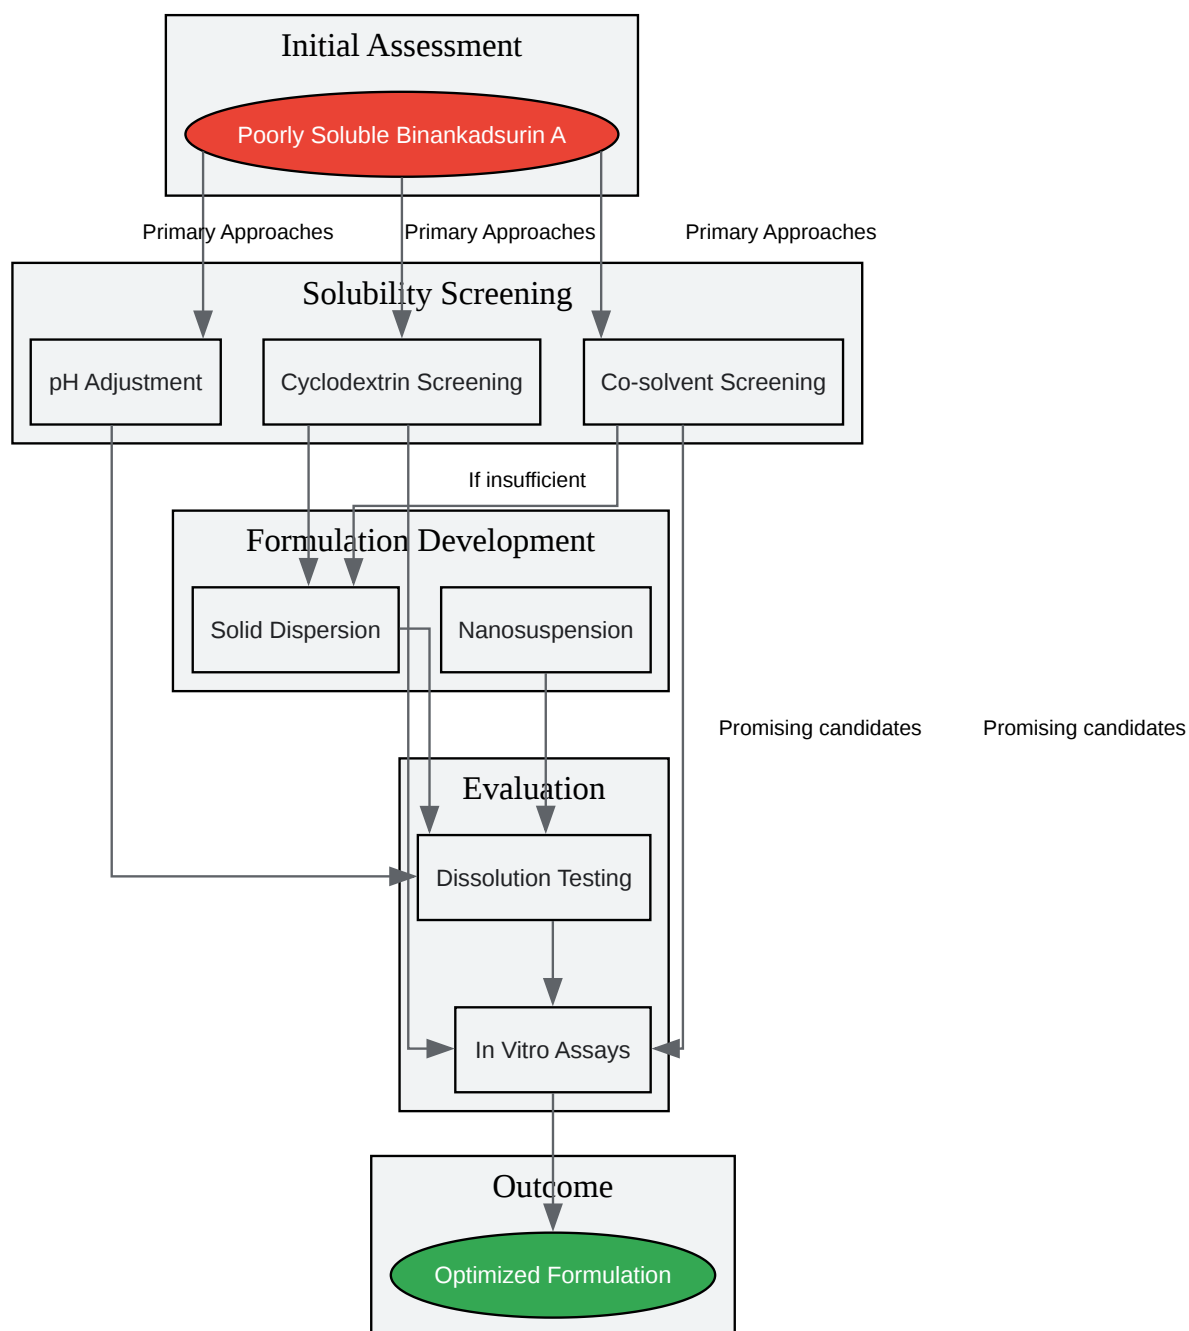 Initial Assessment
Poorly Soluble Binankadsurin A
Primary Approaches
Primary Approaches
Primary Approaches
Solubility Screening
pH Adjustment
Cyclodextrin Screening
Co-solvent Screening
If insufficient
Formulation Development
Solid Dispersion
Nanosuspension
Promising candidates
Promising candidates
Evaluation
Dissolution Testing
In Vitro Assays
Outcome
Optimized Formulation